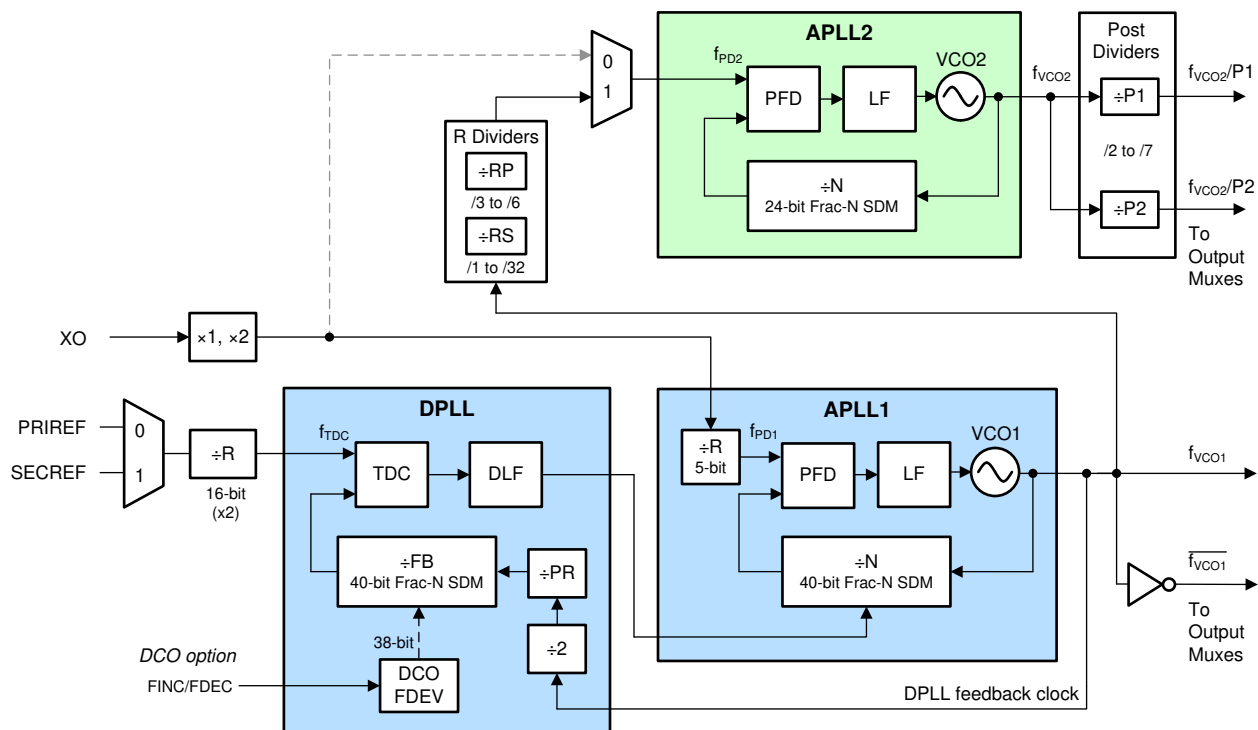 APLL2
Post
Dividers
0
1
f_PD2
PFD
LF
VCO2
f_VCO2
÷P1
f_VCO2/P1
/2 to /7
÷N
24-bit Frac-N SDM
÷P2
f_VCO2/P2
To
Output
Muxes
R Dividers
÷RP
/3 to /6
÷RS
/1 to /32
XO
×1, ×2
DPLL
APLL1
PRIREF
SECREF
0
1
÷R
16-bit
(x2)
f_TDC
TDC
DLF
÷R
5-bit
f_PD1
PFD
LF
VCO1
f_VCO1
÷FB
40-bit Frac-N SDM
÷PR
÷2
÷N
40-bit Frac-N SDM
f_VCO1
To
Output
Muxes
38-bit
DCO option
FINC/FDEC
DCO
FDEV
DPLL feedback clock